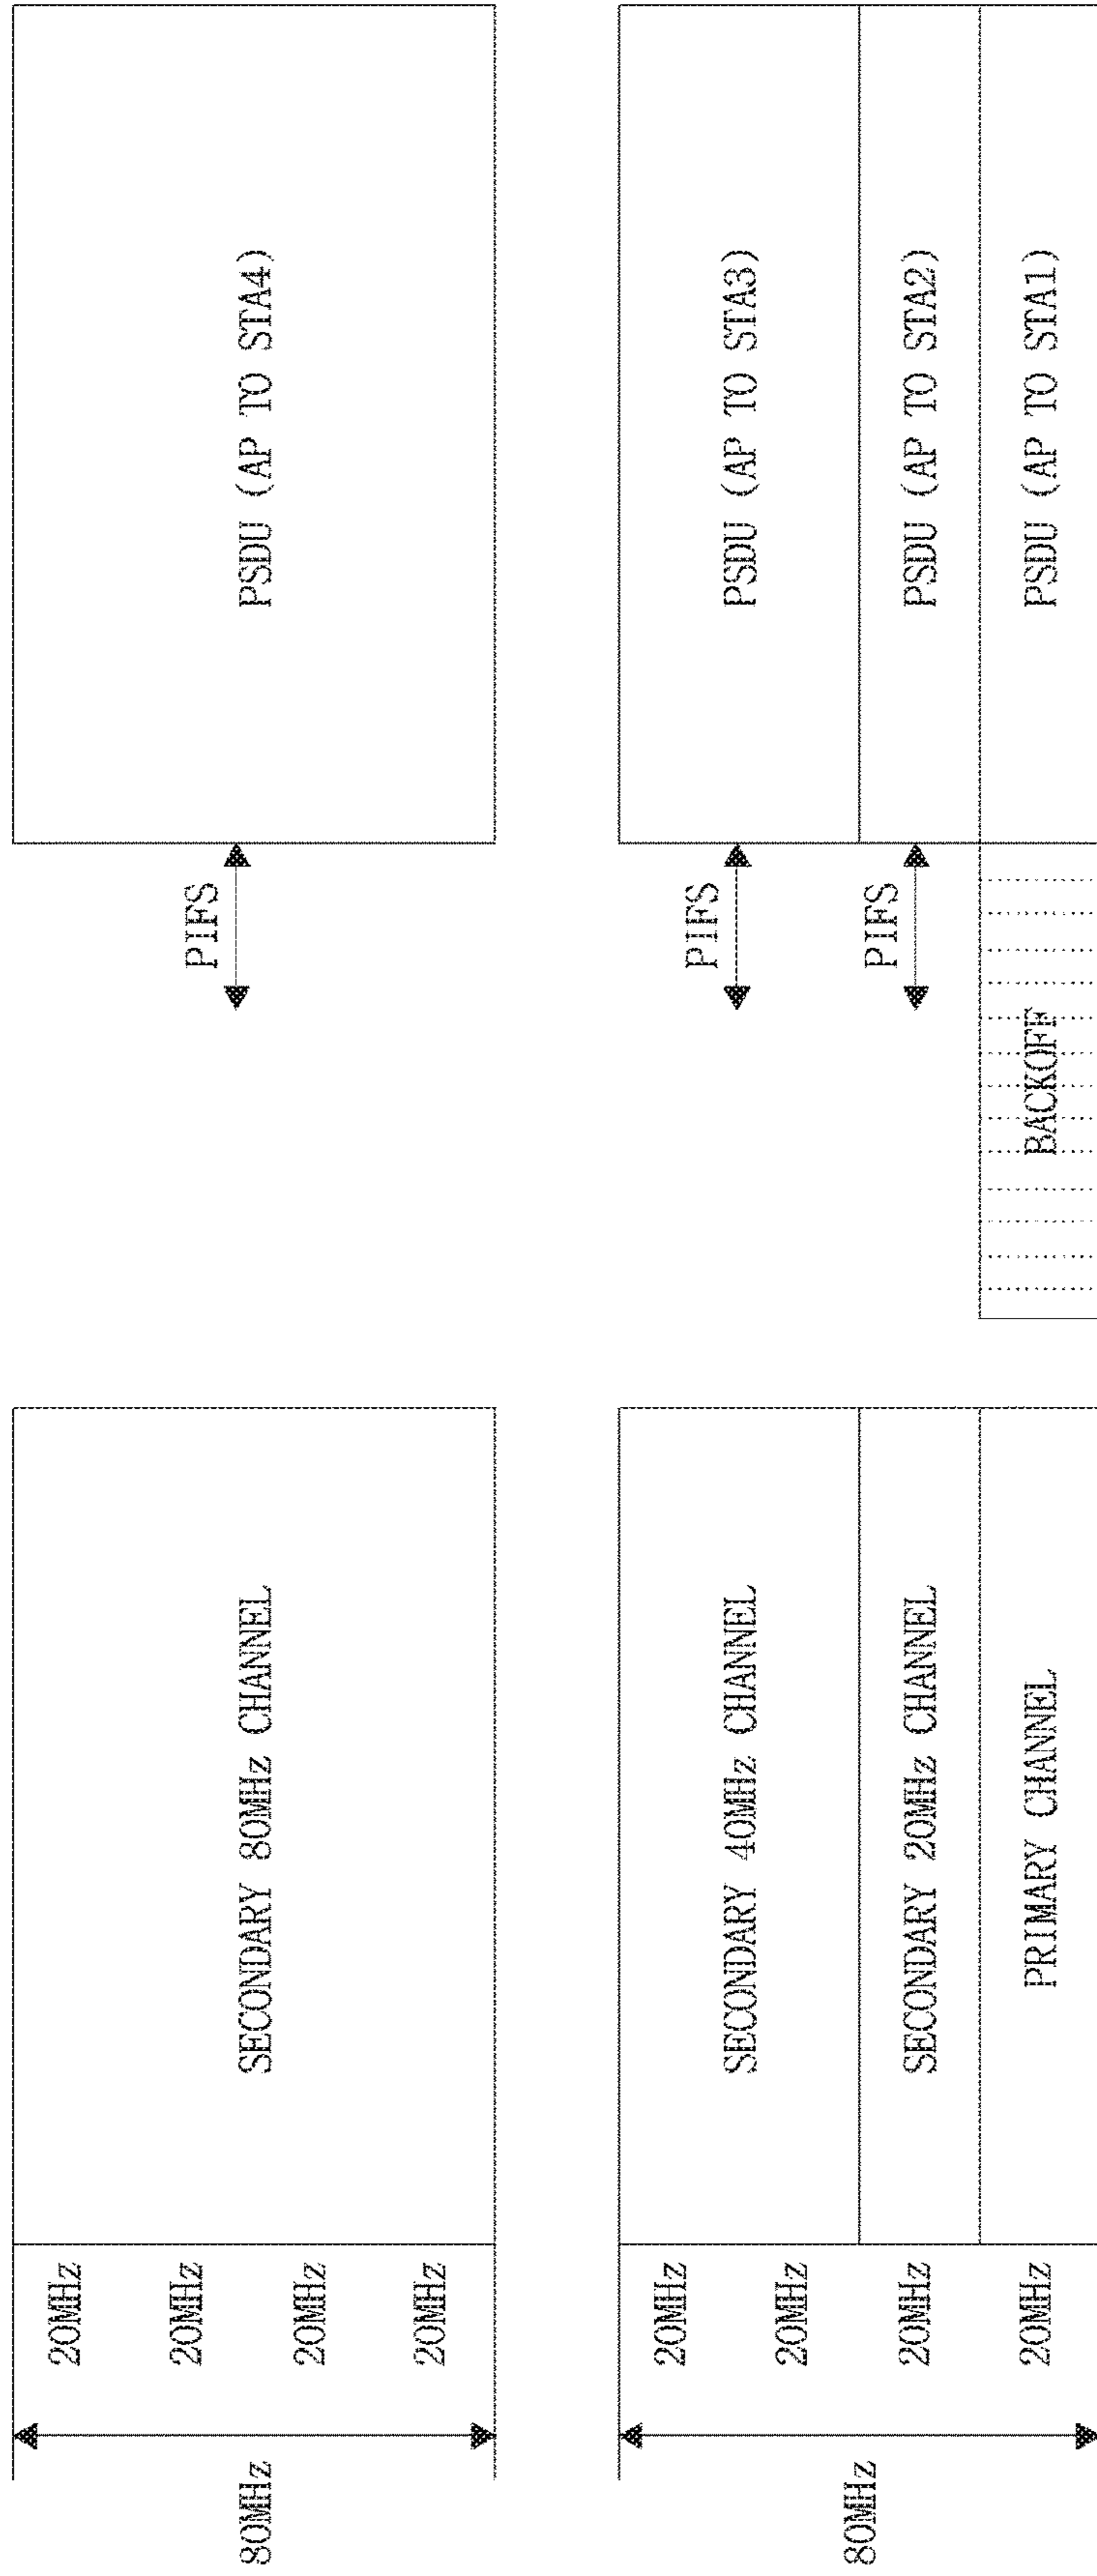 80MHz
20MHz
20MHz
20MHz
20MHz
SECONDARY 80MHz CHANNEL
PIFS
PSDU (AP TO STA4)
80MHz
20MHz
20MHz
20MHz
20MHz
SECONDARY 40MHz CHANNEL
SECONDARY 20MHz CHANNEL
PRIMARY CHANNEL
PIFS
PIFS
BACKOFF
PSDU (AP TO STA3)
PSDU (AP TO STA2)
PSDU (AP TO STA1)